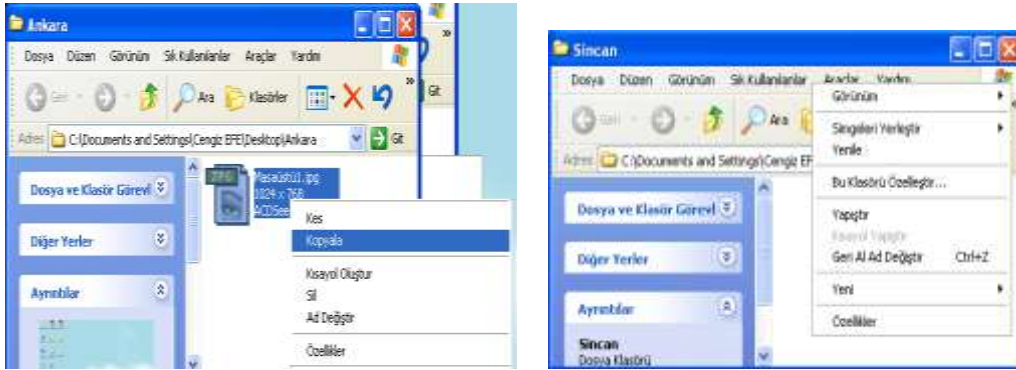 Ankara
Dosya Düzen Görünüm Sık Kullanılanlar Araçlar Yardım
Geri Ara Klasörler
Git
Adres C:\Documents and Settings\Cengiz EFE\Desktop\Ankara Git
Dosya ve Klasör Görevl
Diğer Yerler
Ayrıntılar
Masaüstü1.jpg
1024 x 768
ACDSee
Kes
Kopyala
Kısayol Oluştur
Sil
Ad Değiştir
Özellikler
Sincan
Dosya Düzen Görünüm Sık Kullanılanlar Araçlar Yardım
Geri Ara
Adres C:\Documents and Settings\Cengiz EF
Dosya ve Klasör Görevl
Diğer Yerler
Ayrıntılar
Sincan
Dosya Klasörü
Görünüm
Simgeleri Yerleştir
Yenile
Bu Klasörü Özelleştir...
Yapıştır
Kısayol Yapıştır
Geri Al Ad Değiştir Ctrl+Z
Yeni
Özellikler